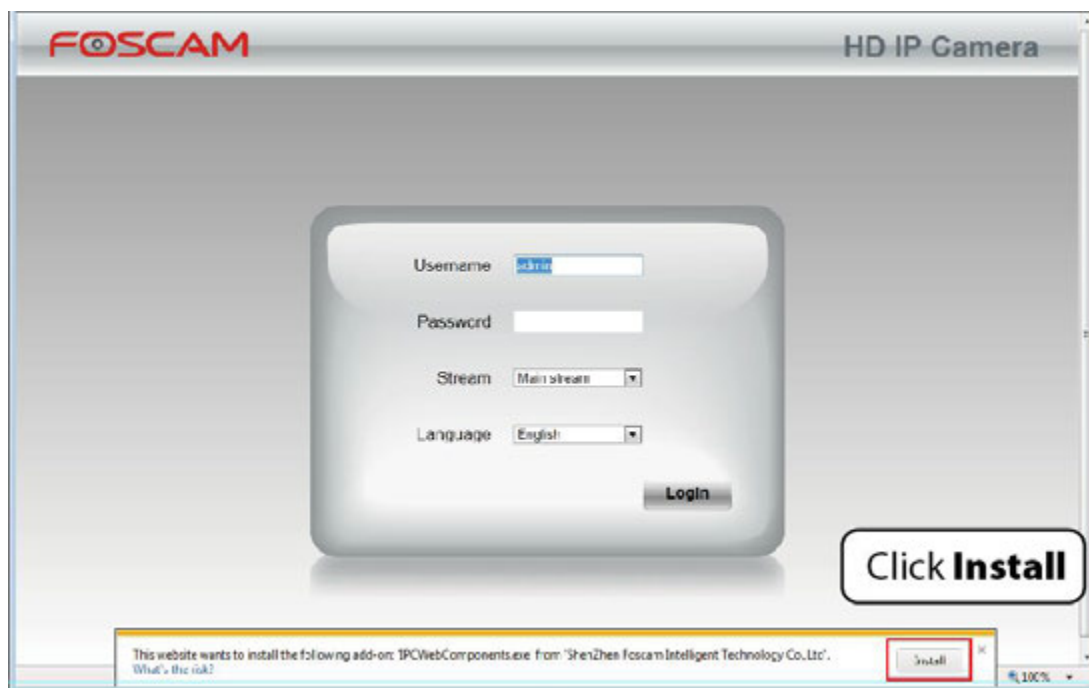 FOSCAM
HD IP Camera
Username
admin
Password
Stream
Main stream
Language
English
Login
Click Install
This website wants to install the following add-on: 'IPCWebComponents.exe' from 'ShenZhen Foscam Intelligent Technology Co.,Ltd'.
What's the risk?
Install
×
100%